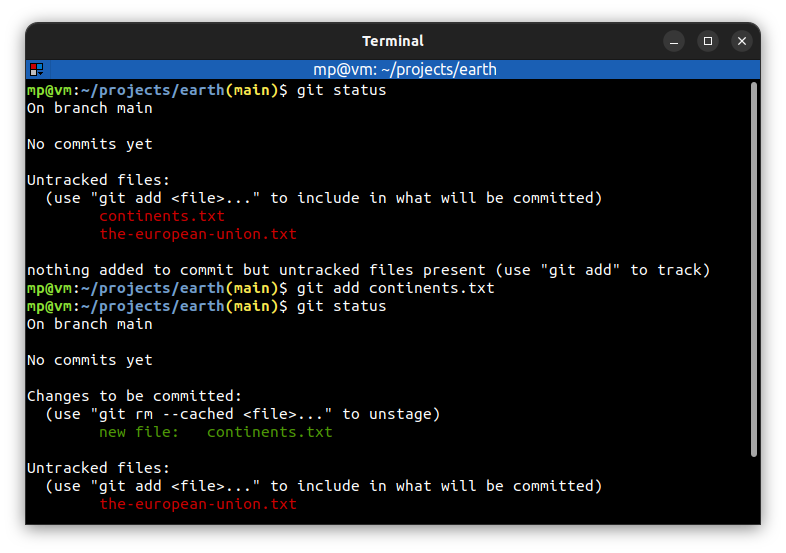 Terminal
mp@vm: ~/projects/earth
mp@vm:~/projects/earth(main)$ git status
On branch main

No commits yet

Untracked files:
  (use "git add <file>..." to include in what will be committed)
        continents.txt
        the-european-union.txt

nothing added to commit but untracked files present (use "git add" to track)
mp@vm:~/projects/earth(main)$ git add continents.txt
mp@vm:~/projects/earth(main)$ git status
On branch main

No commits yet

Changes to be committed:
  (use "git rm --cached <file>..." to unstage)
        new file:   continents.txt

Untracked files:
  (use "git add <file>..." to include in what will be committed)
        the-european-union.txt